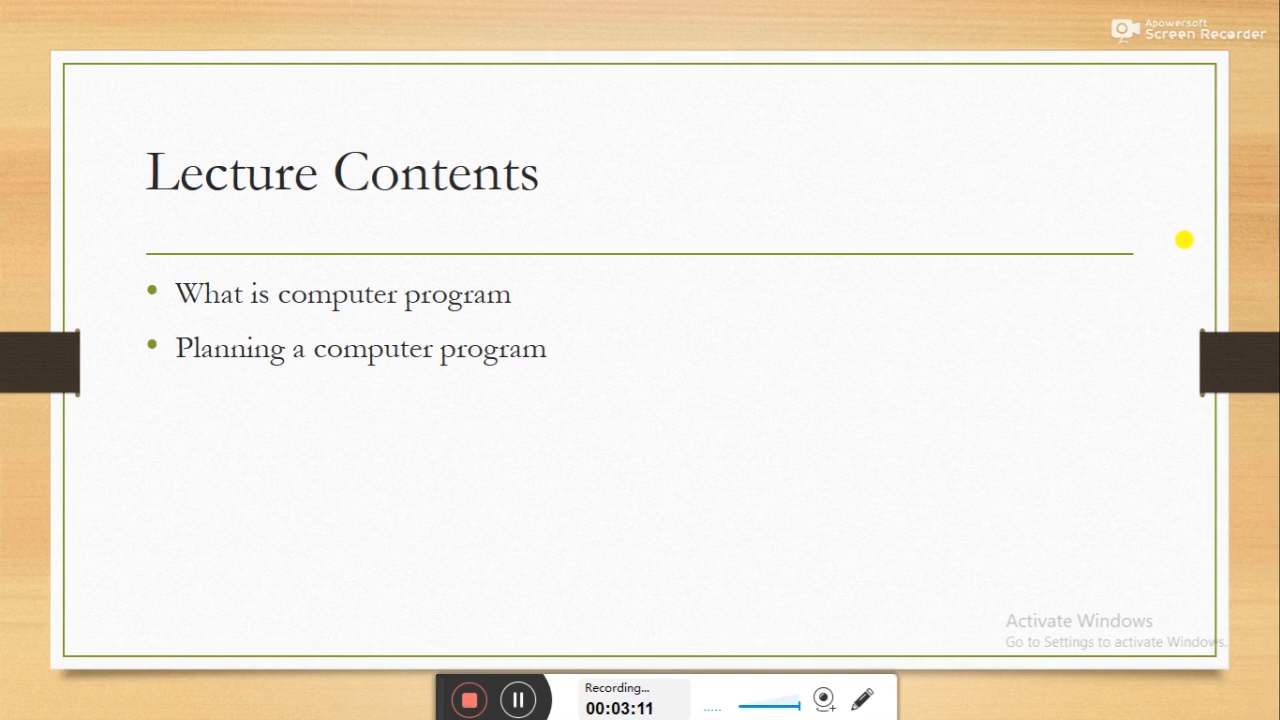 Apowersoft
Screen Recorder
Lecture Contents
• What is computer program
• Planning a computer program
Activate Windows
Go to Settings to activate Windows.
Recording...
00:03:11